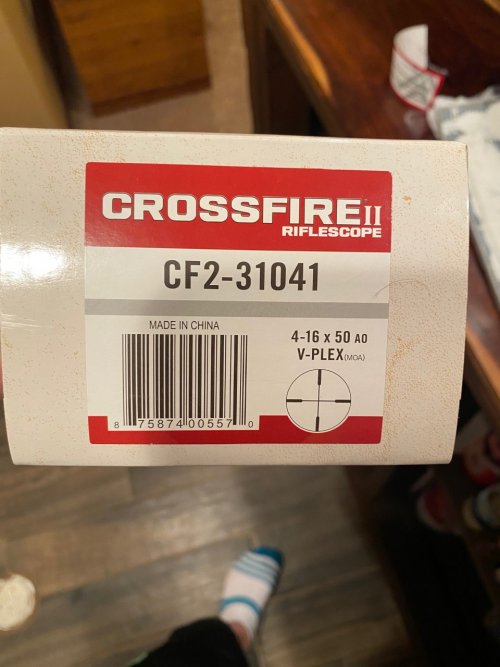 CROSSFIRE II
RIFLESCOPE
CF2-31041
MADE IN CHINA
8 75874 00557 0
4-16 x 50 AO
V-PLEX (MOA)